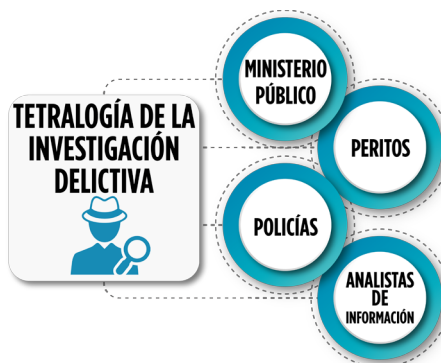 TETRALOGÍA DE LA
INVESTIGACIÓN
DELICTIVA
MINISTERIO
PÚBLICO
PERITOS
POLICÍAS
ANALISTAS
DE
INFORMACIÓN